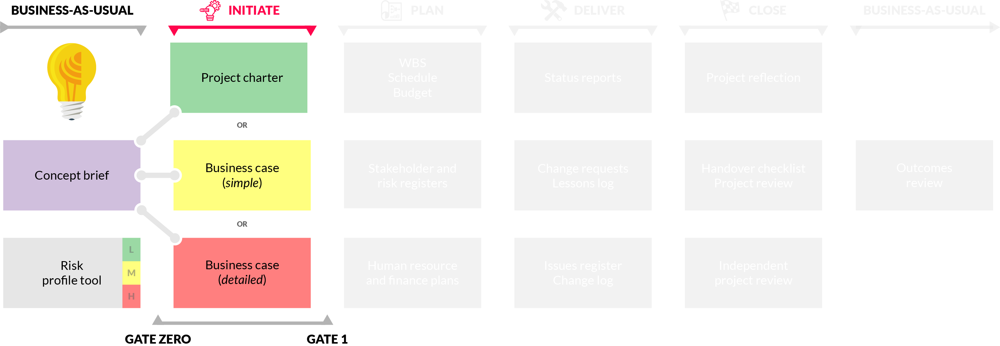 BUSINESS-AS-USUAL
INITIATE
PLAN
DELIVER
CLOSE
BUSINESS-AS-USUAL
Project charter
OR
Business case
(simple)
OR
Business case
(detailed)
Concept brief
Risk
profile tool
L
M
H
WBS
Schedule
Budget
Stakeholder and
risk registers
Human resource
and finance plans
Status reports
Change requests
Lessons log
Issues register
Change log
Project reflection
Handover checklist
Project review
Independent
project review
Outcomes
review
GATE ZERO
GATE 1